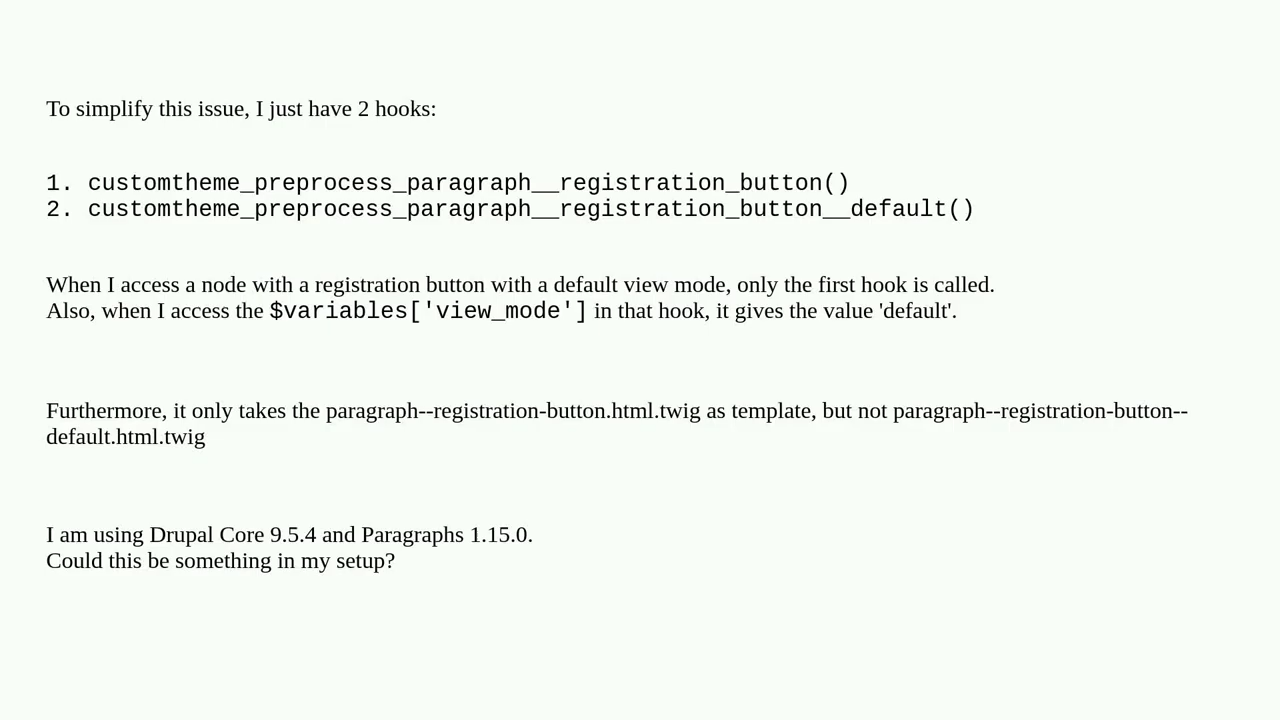 To simplify this issue, I just have 2 hooks:
1. customtheme_preprocess_paragraph__registration_button()
2. customtheme_preprocess_paragraph__registration_button__default()
When I access a node with a registration button with a default view mode, only the first hook is called.
Also, when I access the $variables['view_mode'] in that hook, it gives the value 'default'.
Furthermore, it only takes the paragraph--registration-button.html.twig as template, but not paragraph--registration-button--
default.html.twig
I am using Drupal Core 9.5.4 and Paragraphs 1.15.0.
Could this be something in my setup?